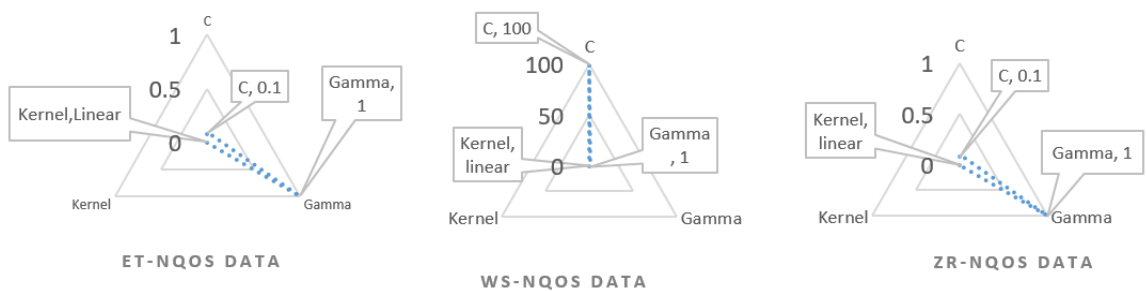 C
1
0.5
0
C, 0.1
Gamma,
1
Kernel,Linear
Kernel
Gamma
ET-NQOS DATA
C, 100
C
100
50
0
Kernel,
linear
Gamma
, 1
Kernel
Gamma
WS-NQOS DATA
C
1
0.5
0
C, 0.1
Kernel,
linear
Gamma, 1
Kernel
Gamma
ZR-NQOS DATA